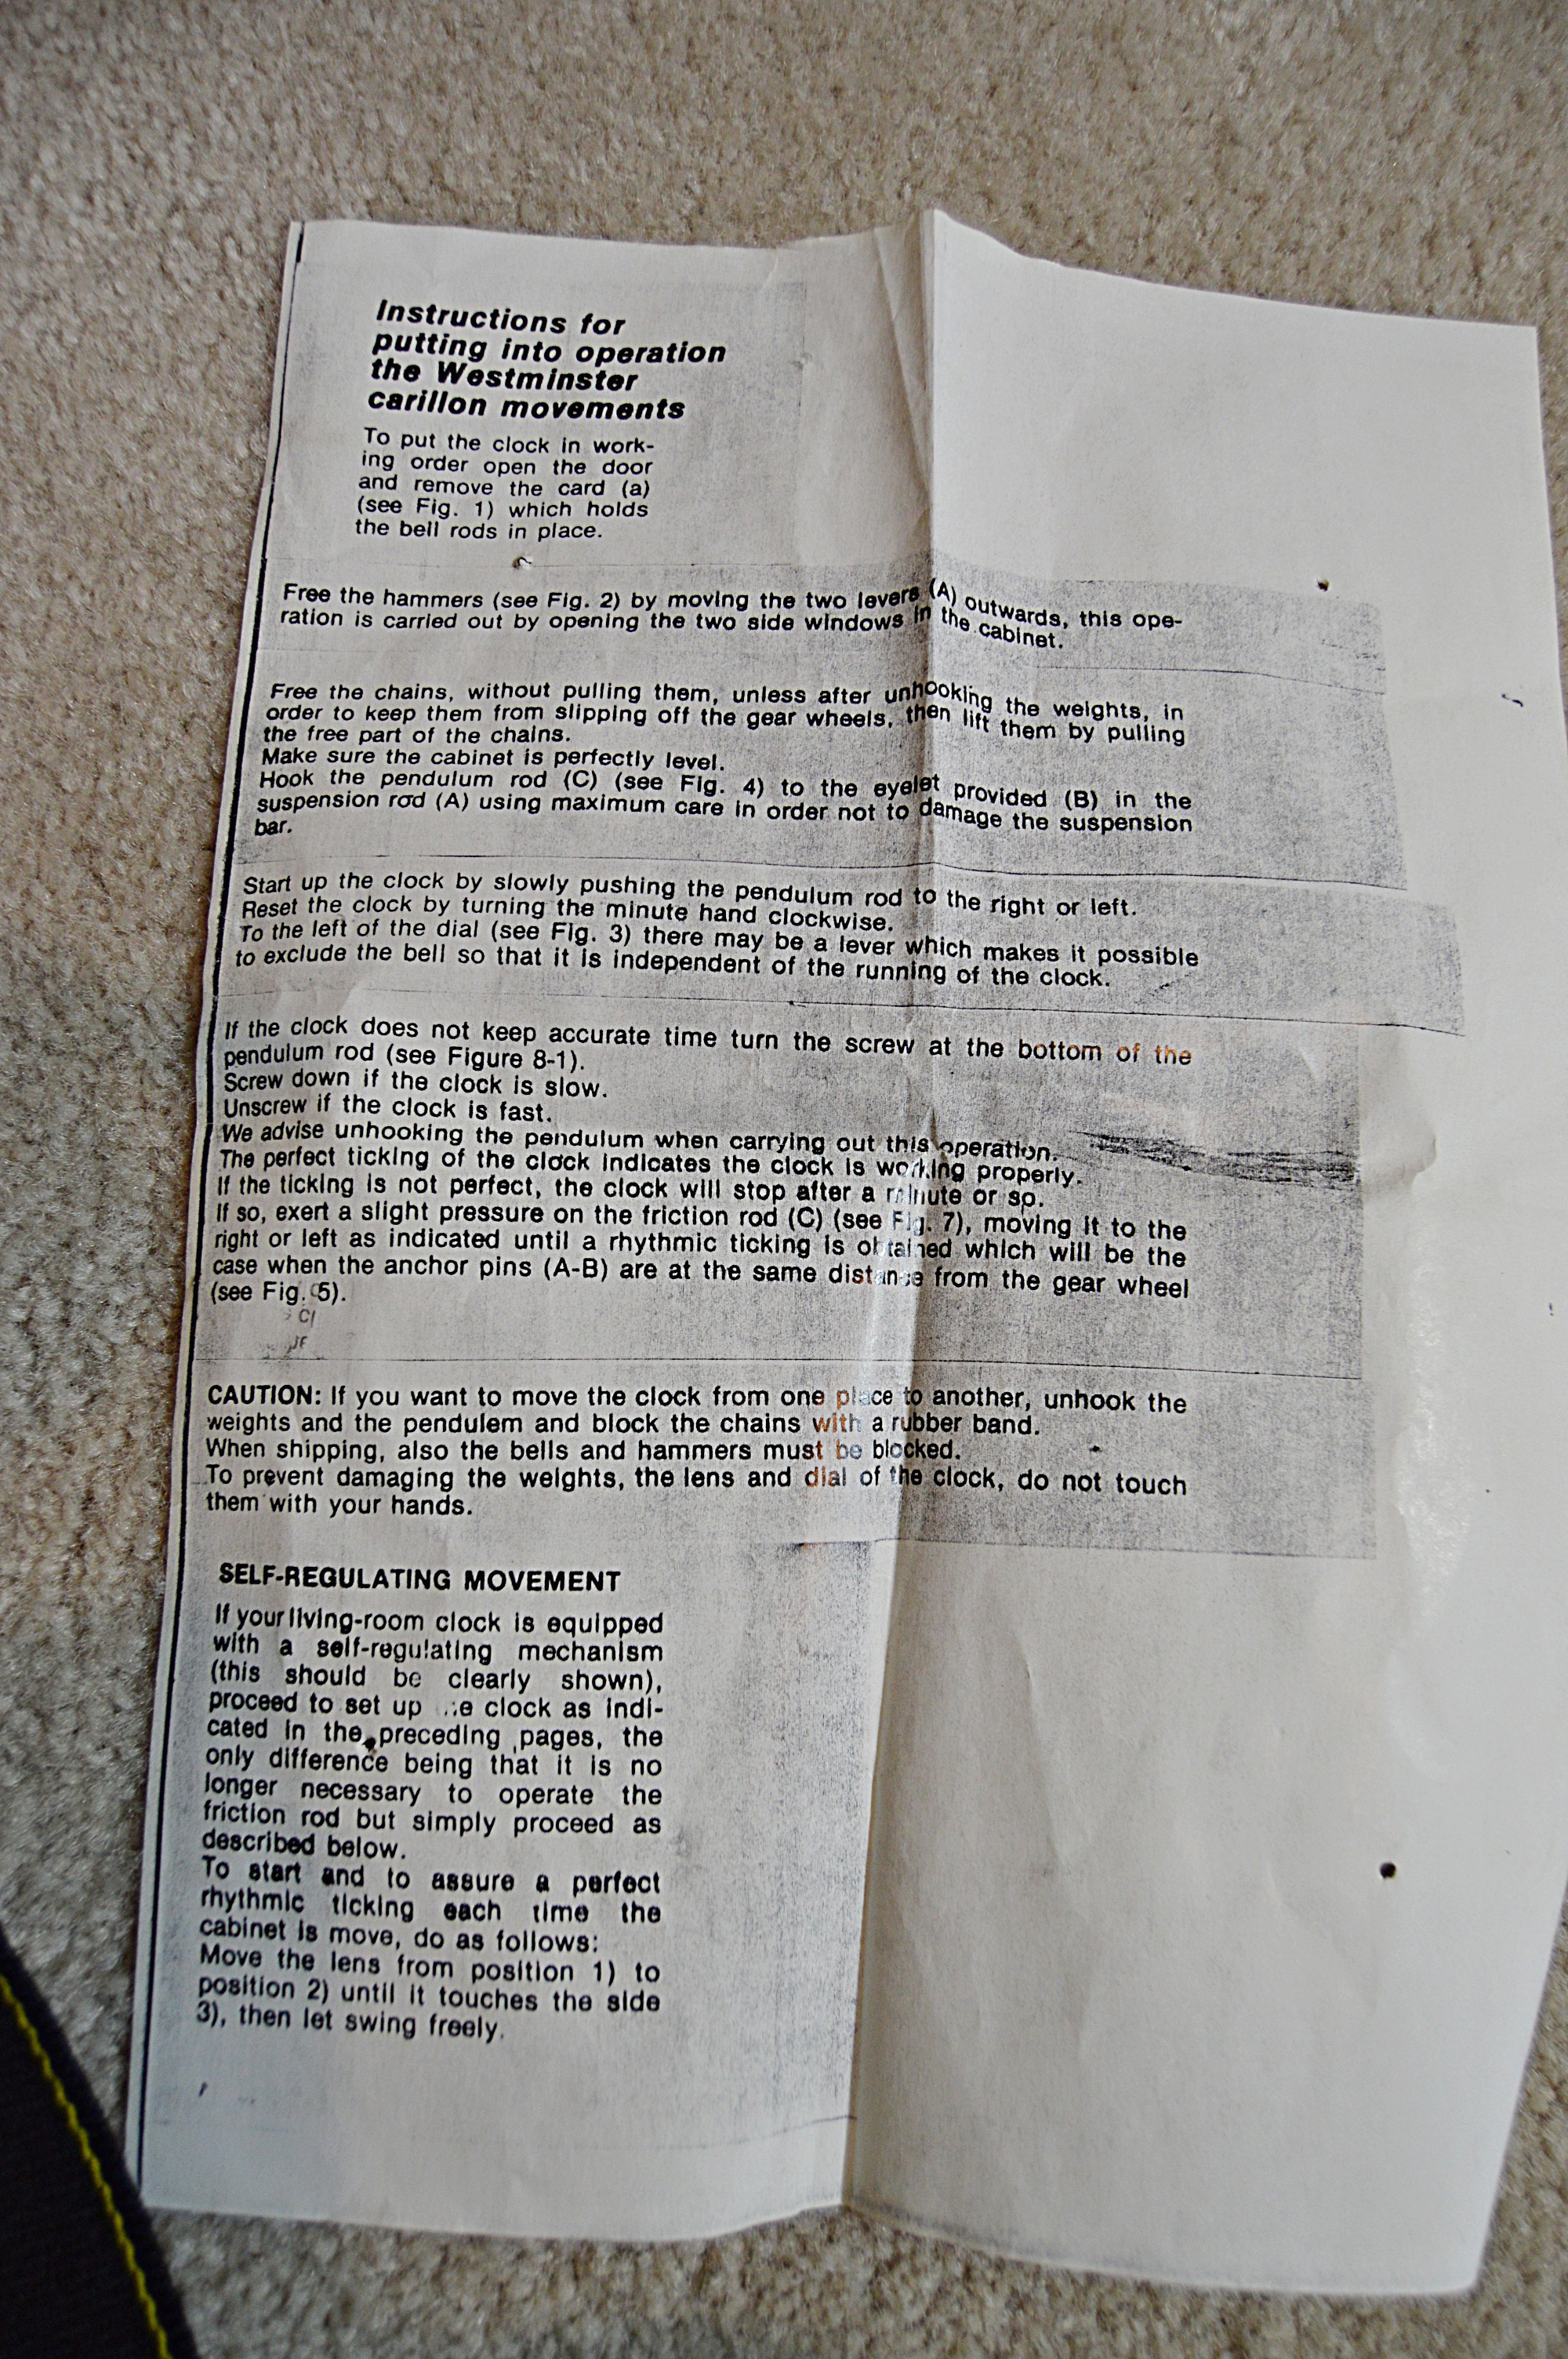 Instructions for
putting into operation
the Westminster
carillon movements
To put the clock in work-
ing order open the door
and remove the card (a)
(see Fig. 1) which holds
the bell rods in place.
Free the hammers (see Fig. 2) by moving the two levers (A) outwards, this ope-
ration is carried out by opening the two side windows in the cabinet.
Free the chains, without pulling them, unless after unhooking the weights, in
order to keep them from slipping off the gear wheels, then lift them by pulling
the free part of the chains.
Make sure the cabinet is perfectly level.
Hook the pendulum rod (C) (see Fig. 4) to the eyelet provided (B) in the
suspension rod (A) using maximum care in order not to damage the suspension
bar.
Start up the clock by slowly pushing the pendulum rod to the right or left.
Reset the clock by turning the minute hand clockwise.
To the left of the dial (see Fig. 3) there may be a lever which makes it possible
to exclude the bell so that it is independent of the running of the clock.
If the clock does not keep accurate time turn the screw at the bottom of the
pendulum rod (see Figure 8-1).
Screw down if the clock is slow.
Unscrew if the clock is fast.
We advise unhooking the pendulum when carrying out this operation.
The perfect ticking of the clock indicates the clock is working properly.
If the ticking is not perfect, the clock will stop after a minute or so.
If so, exert a slight pressure on the friction rod (C) (see Fig. 7), moving it to the
right or left as indicated until a rhythmic ticking is obtained which will be the
case when the anchor pins (A-B) are at the same distance from the gear wheel
(see Fig. 5).
CAUTION: If you want to move the clock from one place to another, unhook the
weights and the pendulem and block the chains with a rubber band.
When shipping, also the bells and hammers must be blocked.
To prevent damaging the weights, the lens and dial of the clock, do not touch
them with your hands.
SELF-REGULATING MOVEMENT
If your living-room clock is equipped
with a self-regulating mechanism
(this should be clearly shown),
proceed to set up clock as indi-
cated in the preceding pages, the
only difference being that it is no
longer necessary to operate the
friction rod but simply proceed as
described below.
To start and to assure a perfect
rhythmic ticking each time the
cabinet is move, do as follows:
Move the lens from position 1) to
position 2) until it touches the side
3), then let swing freely.